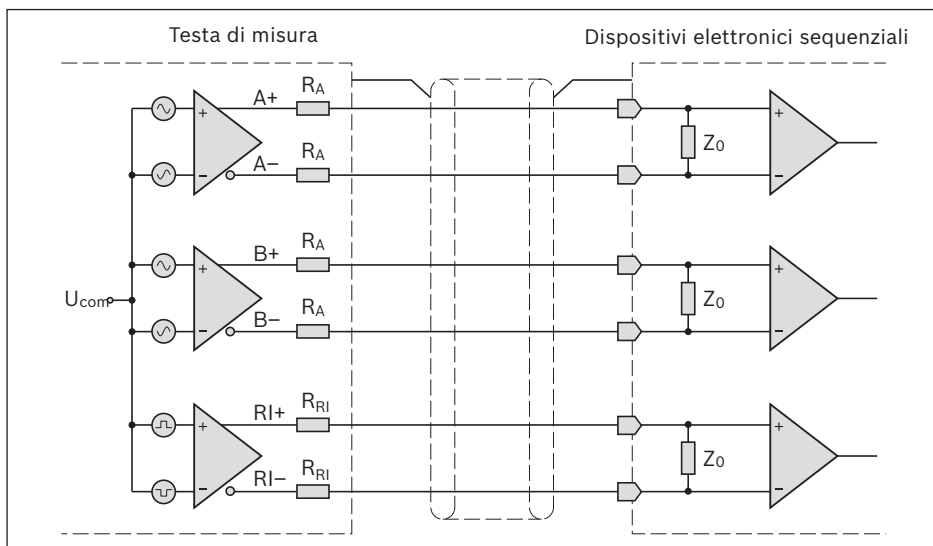 Testa di misura
Dispositivi elettronici sequenziali
A+ RA
+
A− RA
−
Z0
+
−
B+ RA
+
Ucom
B− RA
−
Z0
+
−
RI+ RRI
+
RI− RRI
−
Z0
+
−